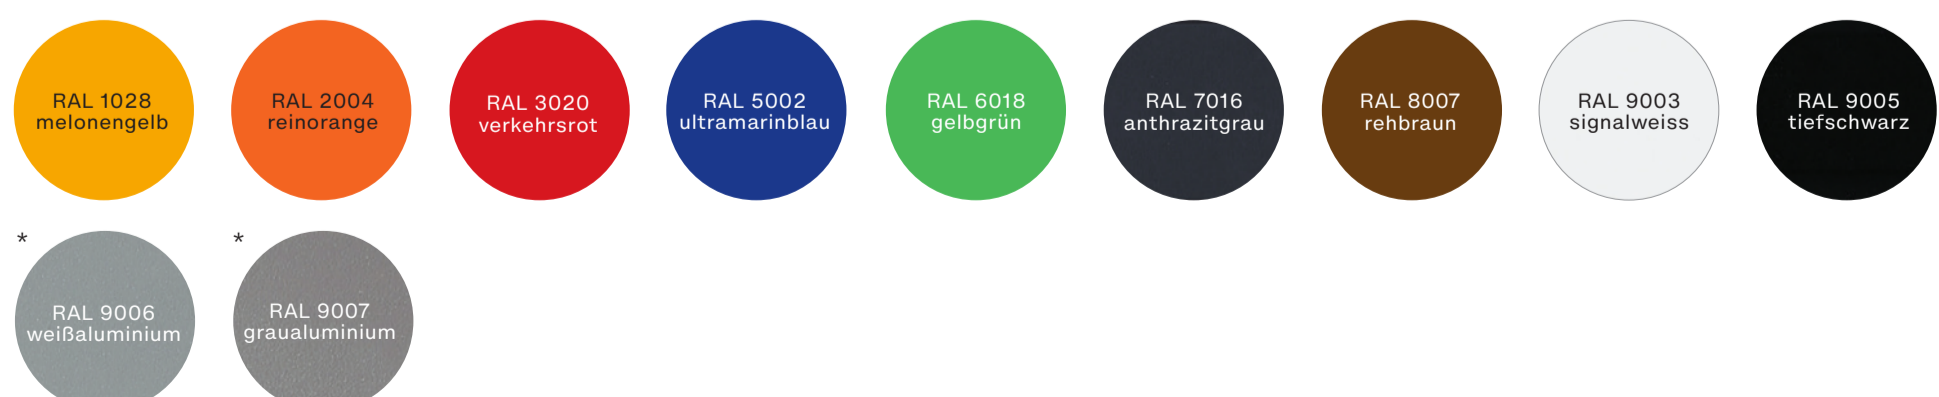 RAL 1028
melonengelb
RAL 2004
reinorange
RAL 3020
verkehrsrot
RAL 5002
ultramarinblau
RAL 6018
gelbgrün
RAL 7016
anthrazitgrau
RAL 8007
rehbraun
RAL 9003
signalweiss
RAL 9005
tiefschwarz
*
RAL 9006
weißaluminium
*
RAL 9007
graualuminium